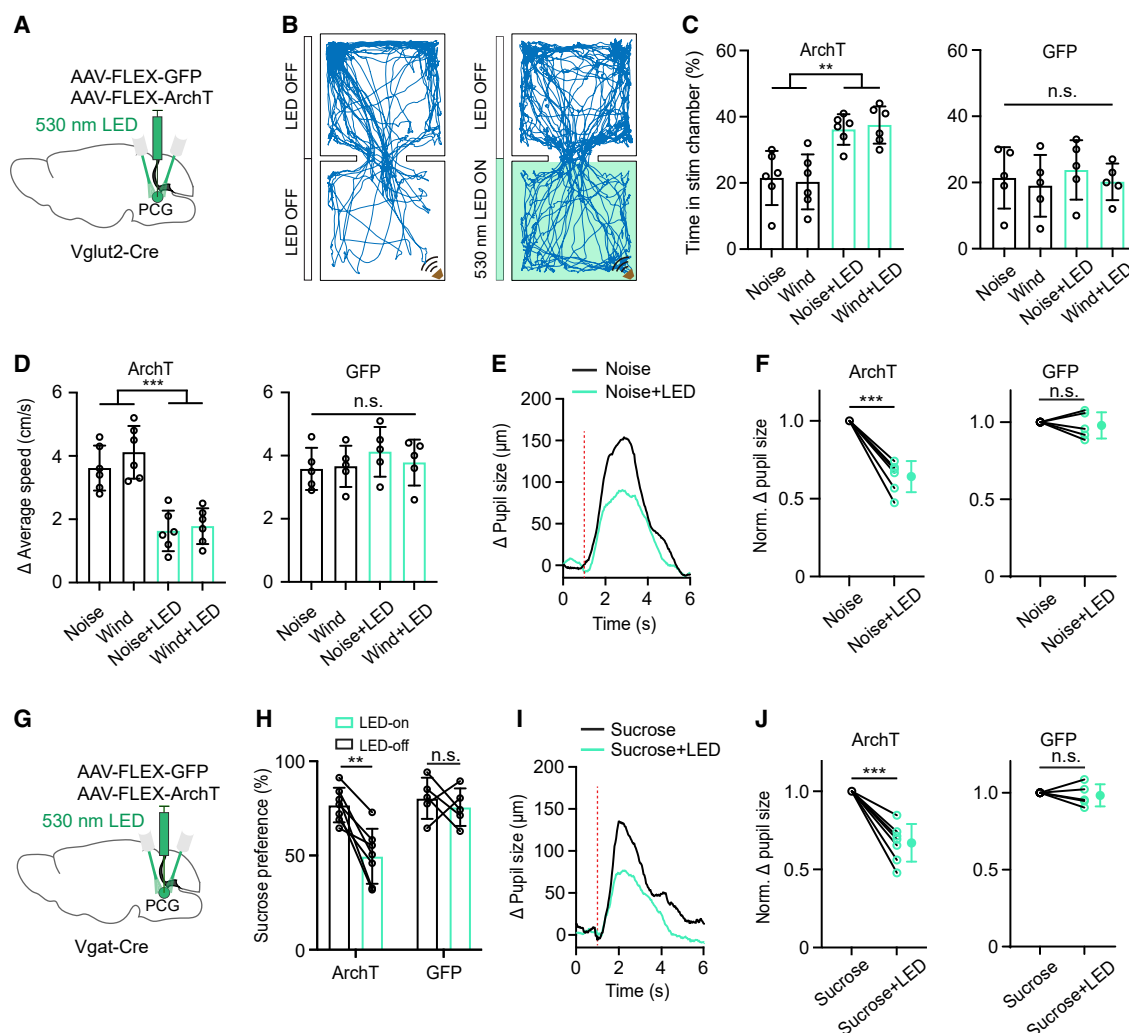 A
AAV-FLEX-GFP
AAV-FLEX-ArchT
530 nm LED
PCG
Vglut2-Cre
B
LED OFF
LED OFF
LED OFF
530 nm LED ON
C
ArchT
Time in stim chamber (%)
60
40
20
0
**
Noise
Wind
Noise+LED
Wind+LED
GFP
60
40
20
0
n.s.
Noise
Wind
Noise+LED
Wind+LED
D
ArchT
Δ Average speed (cm/s)
6
4
2
0
***
Noise
Wind
Noise+LED
Wind+LED
GFP
6
4
2
0
n.s.
Noise
Wind
Noise+LED
Wind+LED
E
Noise
Noise+LED
Δ Pupil size (µm)
200
150
100
50
0
0 2 4 6
Time (s)
F
ArchT
Norm. Δ pupil size
1.0
0.5
0
***
Noise
Noise+LED
GFP
1.0
0.5
0
n.s.
Noise
Noise+LED
G
AAV-FLEX-GFP
AAV-FLEX-ArchT
530 nm LED
PCG
Vgat-Cre
H
LED-on
LED-off
Sucrose preference (%)
100
50
0
**
n.s.
ArchT GFP
I
Sucrose
Sucrose+LED
Δ Pupil size (µm)
200
150
100
50
0
0 2 4 6
Time (s)
J
ArchT
Norm. Δ pupil size
1.0
0.5
0
***
Sucrose
Sucrose+LED
GFP
1.0
0.5
0
n.s.
Sucrose
Sucrose+LED